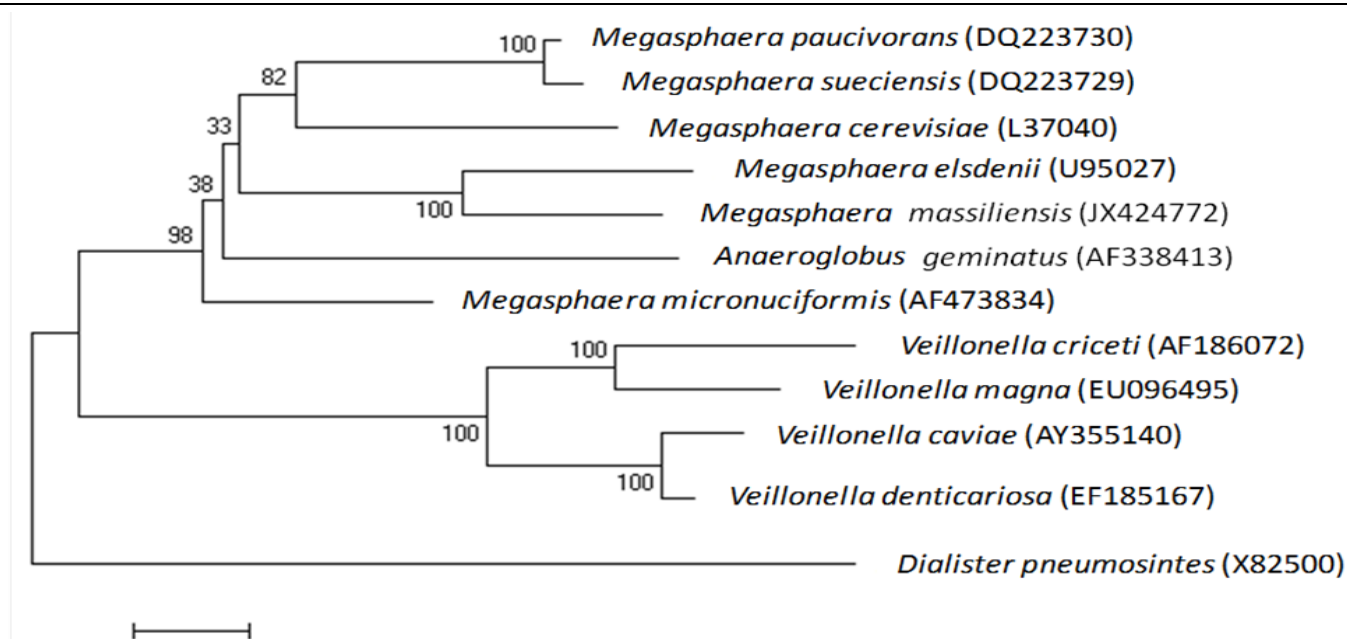 100
Megasphaera paucivorans (DQ223730)
82
Megasphaera sueciensis (DQ223729)
33
Megasphaera cerevisiae (L37040)
38
Megasphaera elsdenii (U95027)
100
Megasphaera massiliensis (JX424772)
98
Anaeroglobus geminatus (AF338413)
Megasphaera micronuciformis (AF473834)
100
Veillonella criceti (AF186072)
Veillonella magna (EU096495)
100
Veillonella caviae (AY355140)
100
Veillonella denticariosa (EF185167)
Dialister pneumosintes (X82500)